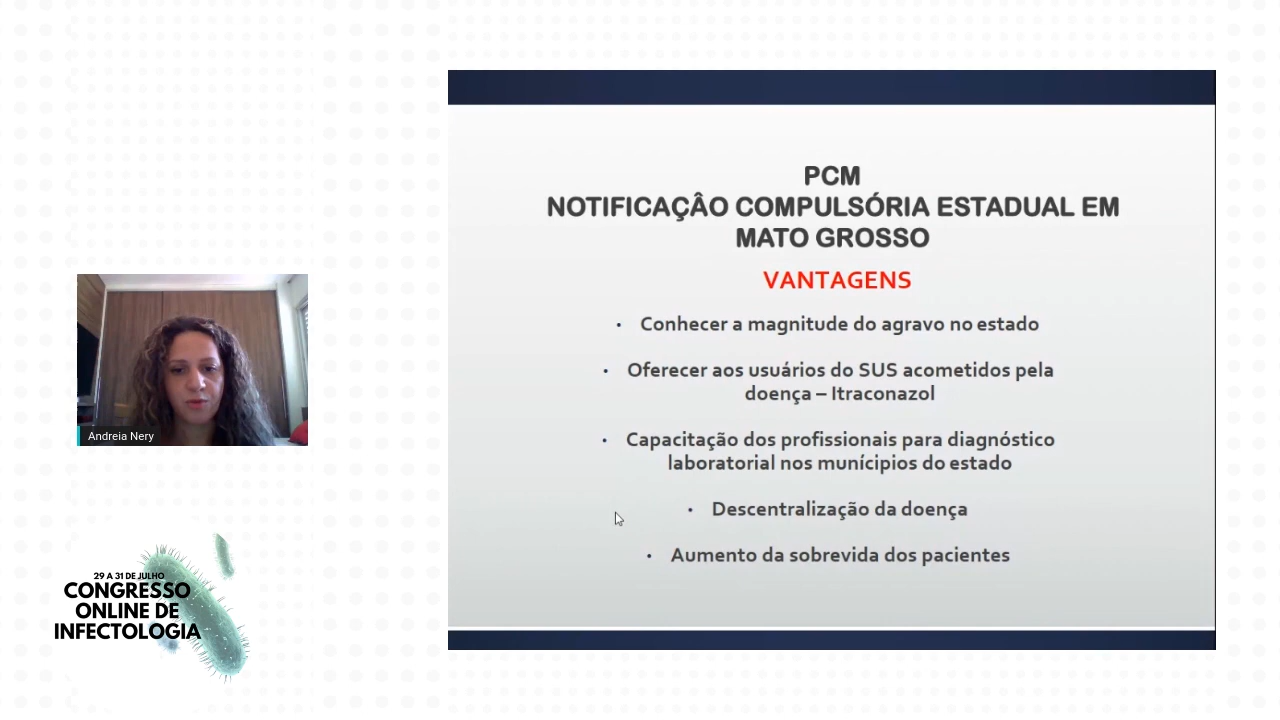 PCM
NOTIFICAÇÂO COMPULSÓRIA ESTADUAL EM
MATO GROSSO
VANTAGENS
• Conhecer a magnitude do agravo no estado
• Oferecer aos usuários do SUS acometidos pela
doença – Itraconazol
• Capacitação dos profissionais para diagnóstico
laboratorial nos munícipios do estado
• Descentralização da doença
• Aumento da sobrevida dos pacientes
Andreia Nery
29 A 31 DE JULHO
CONGRESSO
ONLINE DE
INFECTOLOGIA